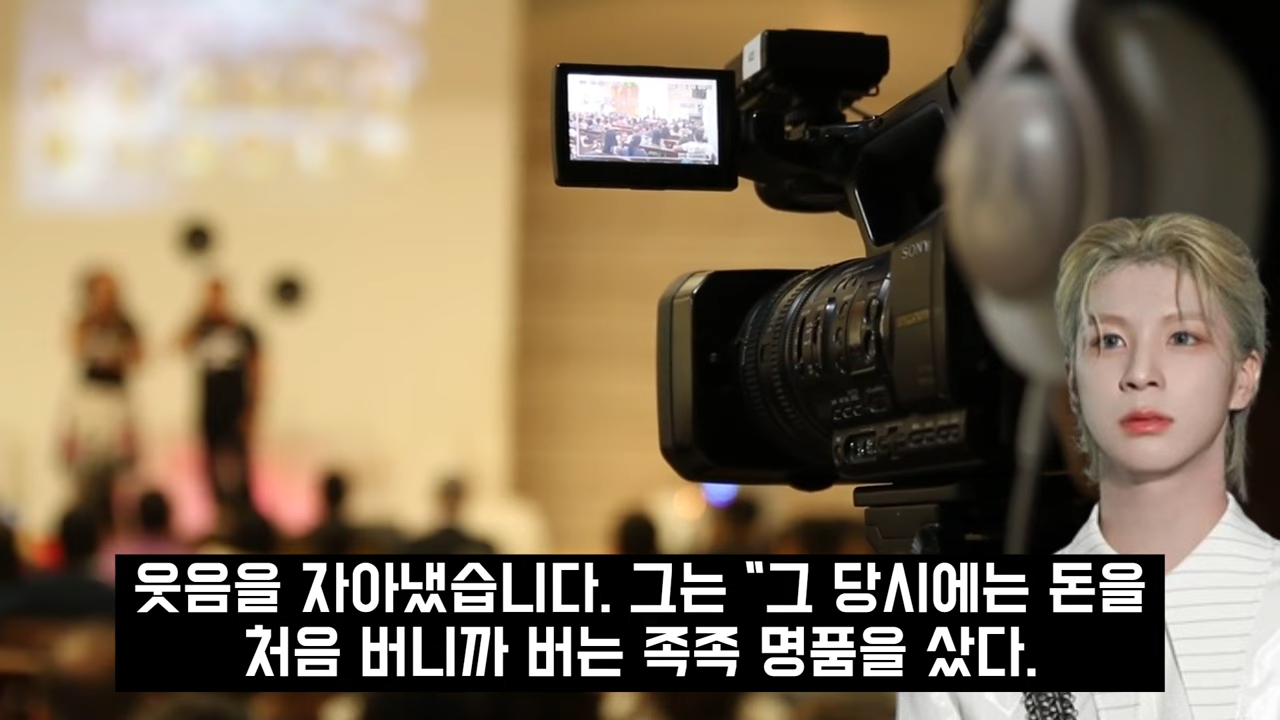 SONY
웃음을 자아냈습니다. 그는 "그 당시에는 돈을
처음 버니까 버는 족족 명품을 샀다.